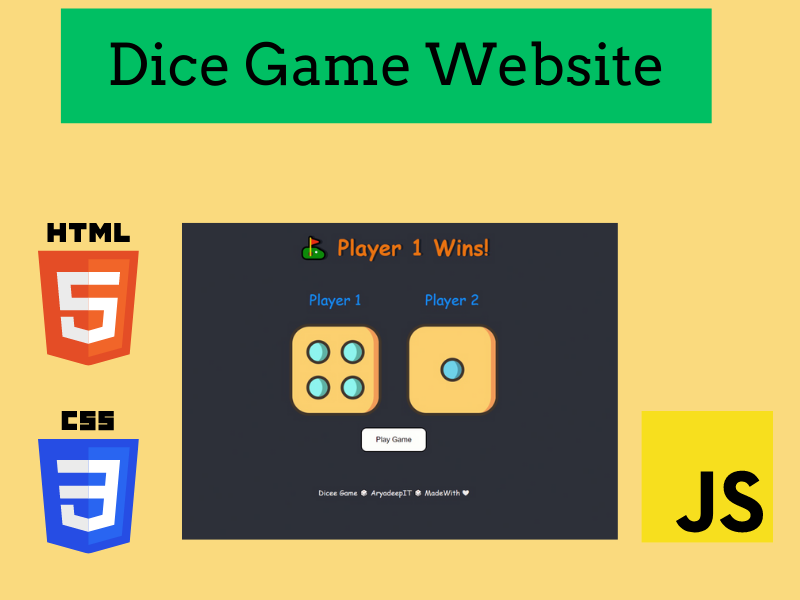 Dice Game Website
HTML
5
CSS
3
⛳ Player 1 Wins!
Player 1 Player 2
Play Game
Dicee Game 🎲 AryadeepIT 🎲 MadeWith ❤
JS